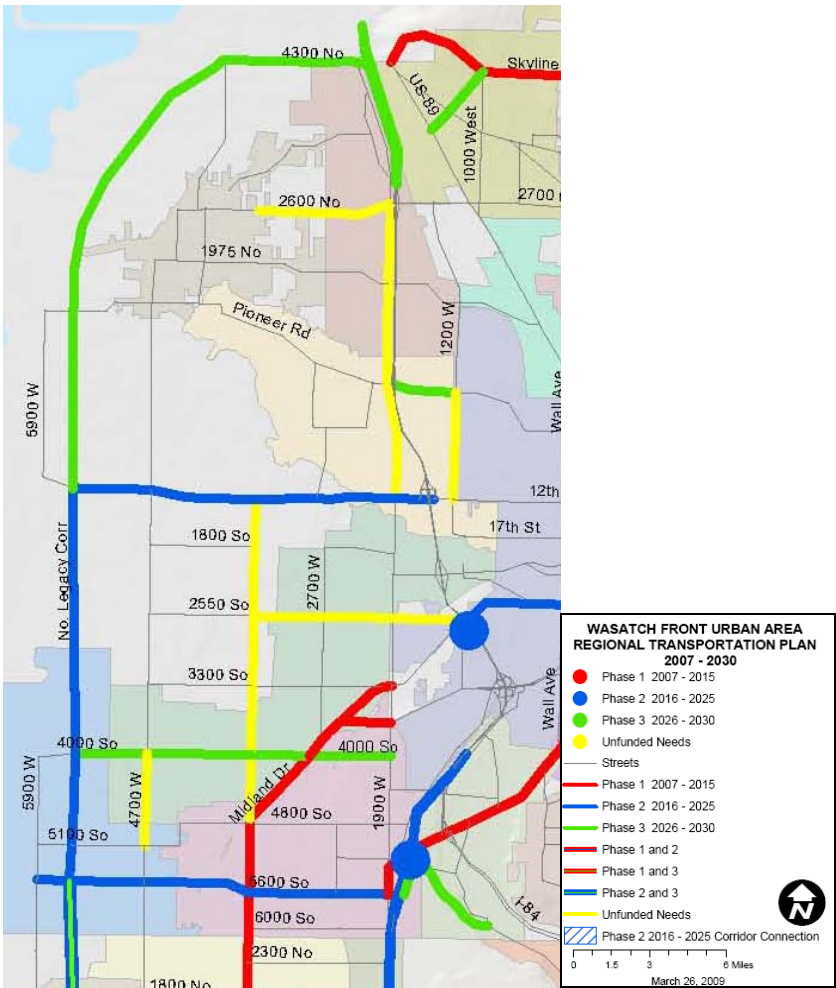 4300 No
Skyline
US-89
1000 West
2600 No
2700
1975 No
Pioneer Rd
1200 W
5900 W
Wall Ave
12th
17th St
1800 So
No. Legacy Corr
2700 W
2550 So
3300 So
Wall Ave
4000 So
4000 So
5900 W
4700 W
Midland Dr
1900 W
4800 So
5100 So
5600 So
I-84
6000 So
2300 No
1800 No
WASATCH FRONT URBAN AREA
REGIONAL TRANSPORTATION PLAN
2007 - 2030
Phase 1 2007 - 2015
Phase 2 2016 - 2025
Phase 3 2026 - 2030
Unfunded Needs
Streets
Phase 1 2007 - 2015
Phase 2 2016 - 2025
Phase 3 2026 - 2030
Phase 1 and 2
Phase 1 and 3
Phase 2 and 3
Unfunded Needs
Phase 2 2016 - 2025 Corridor Connection
N
0 1.5 3 6 Miles
March 26, 2009